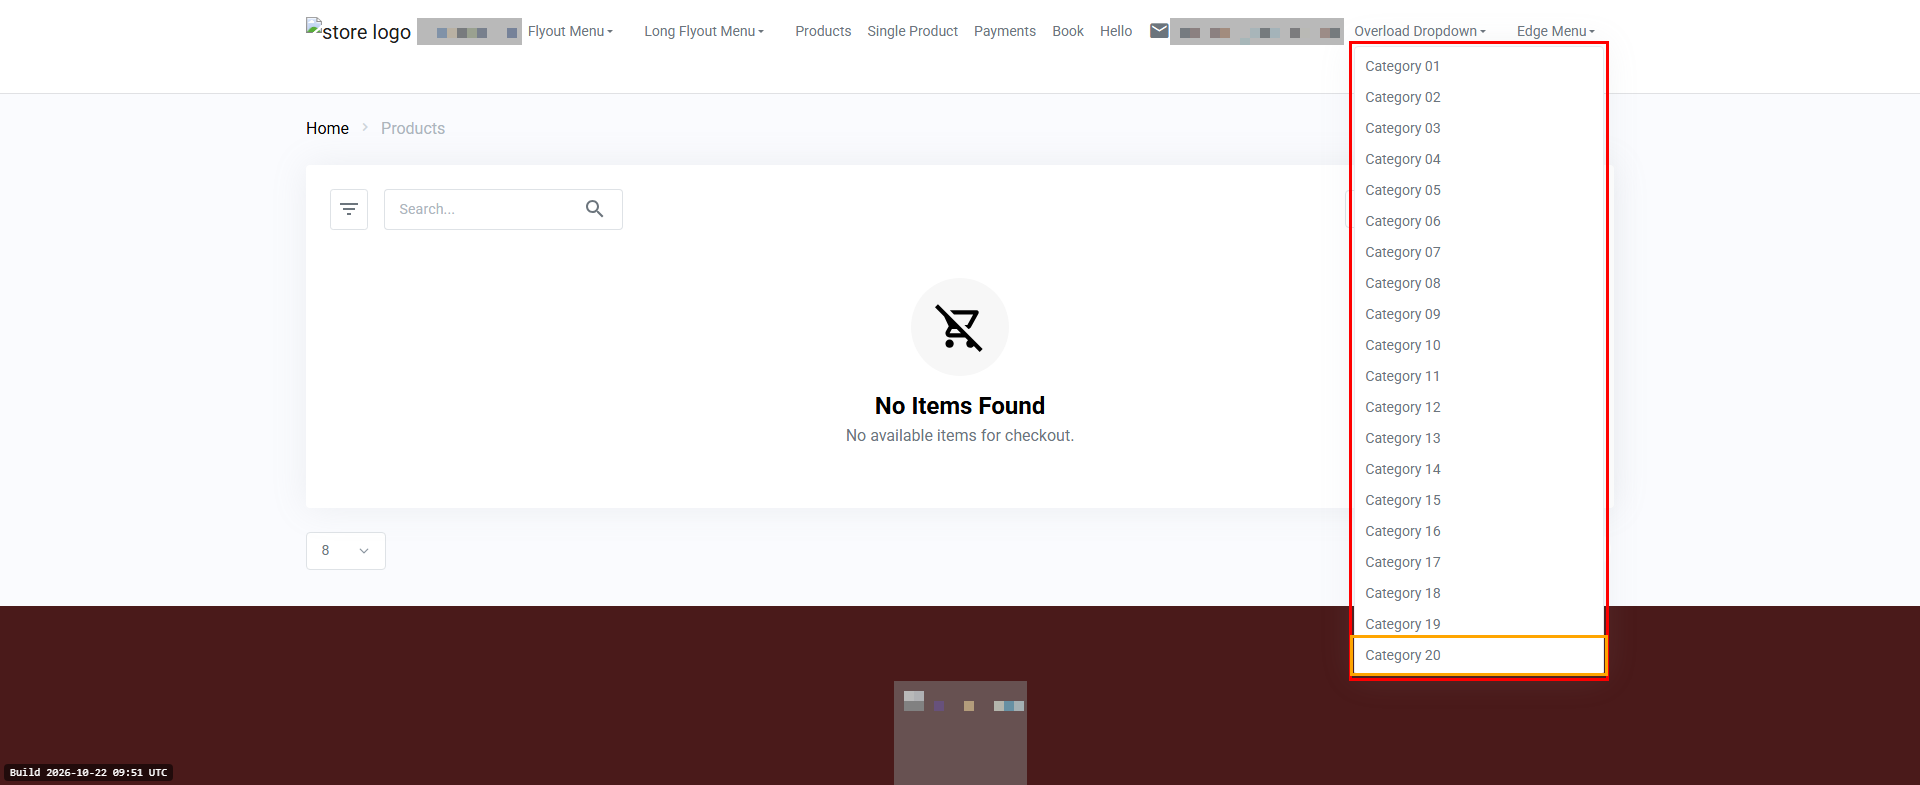 store logo Flyout Menu Long Flyout Menu Products Single Product Payments Book Hello Overload Dropdown Edge Menu
Category 01
Category 02
Home Products
Category 03
Category 04
Category 05
Search...
Category 06
Category 07
Category 08
Category 09
Category 10
Category 11
No Items Found
Category 12
No available items for checkout.
Category 13
Category 14
Category 15
Category 16
8
Category 17
Category 18
Category 19
Category 20
Build 2026-10-22 09:51 UTC